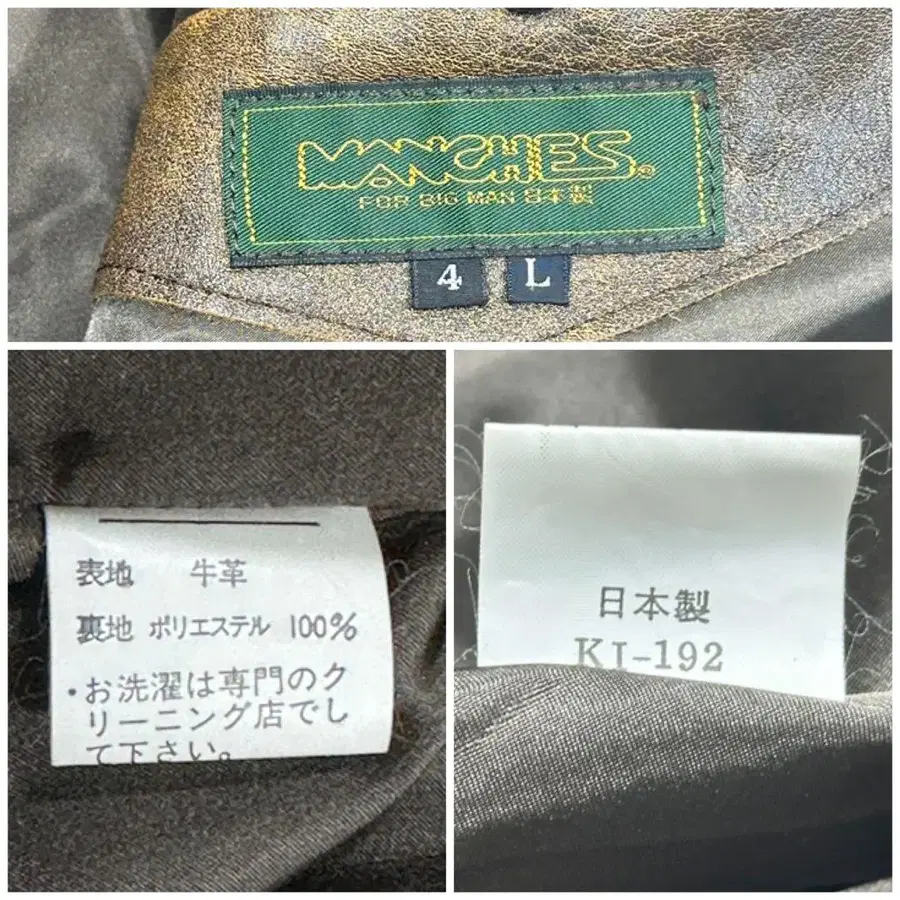 MANCHES®
FOR BIG MAN 日本製
4 L
表地 牛革
裏地 ポリエステル 100%
・お洗濯は専門のク
リーニング店でし
て下さい。
日本製
KI-192